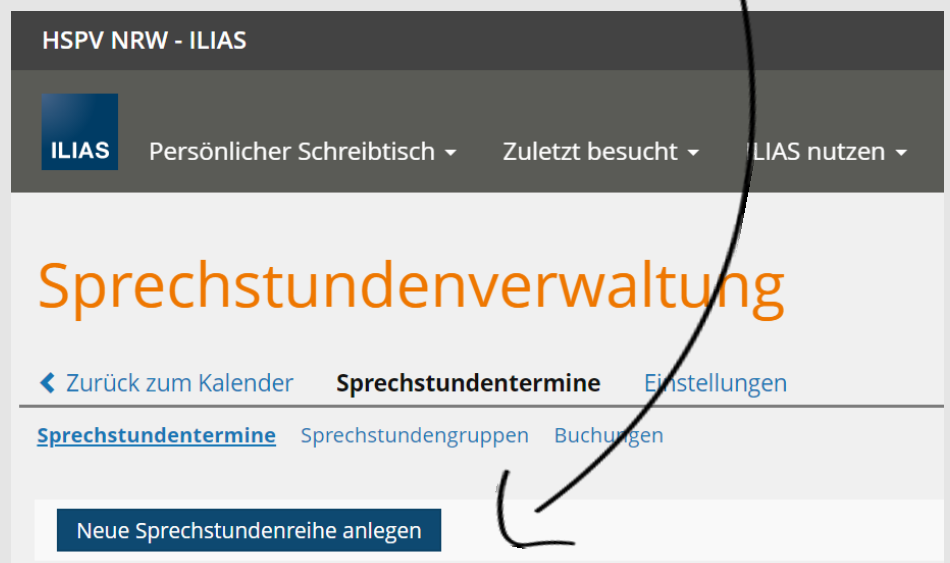 HSPV NRW - ILIAS
ILIAS Persönlicher Schreibtisch Zuletzt besucht ILIAS nutzen
Sprechstundenverwaltung
Zurück zum Kalender Sprechstundentermine Einstellungen
Sprechstundentermine Sprechstundengruppen Buchungen
Neue Sprechstundenreihe anlegen